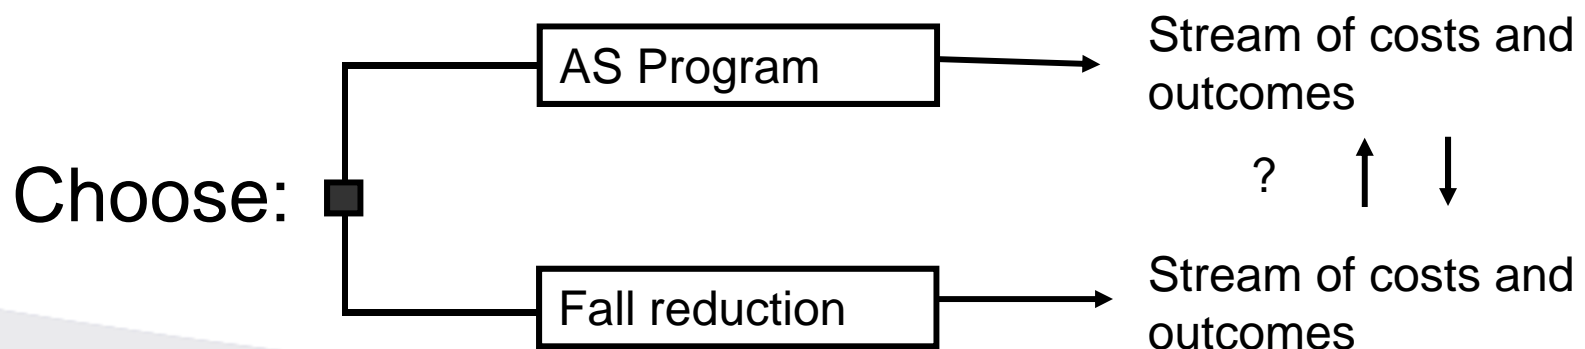 AS Program
Stream of costs and
outcomes
Choose:
?
Fall reduction
Stream of costs and
outcomes